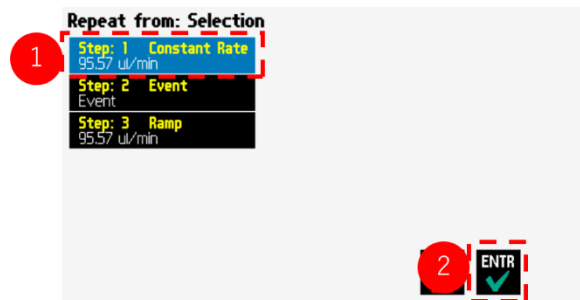 Repeat from: Selection
1
Step: 1 Constant Rate
95.57 ul/min
Step: 2 Event
Event
Step: 3 Ramp
95.57 ul/min
2
ENTR